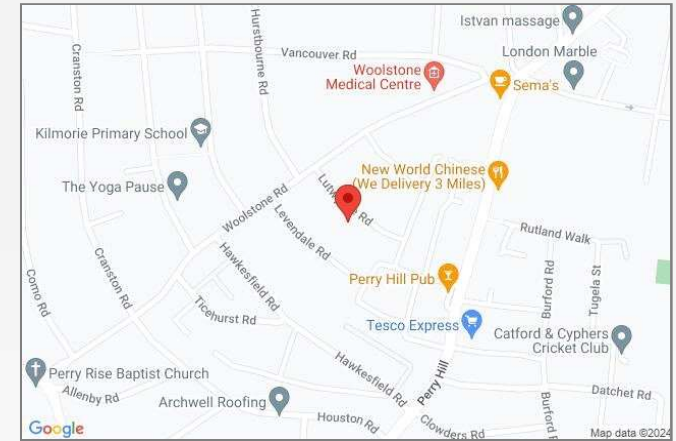 Istvan massage
Hurstbourne Rd
Cranston Rd
Vancouver Rd
London Marble
Woolstone
Medical Centre
Sema's
Kilmorie Primary School
New World Chinese
(We Delivery 3 Miles)
The Yoga Pause
Woolstone Rd
Rd
Levendale Rd
Rutland Walk
Hawkesfield Rd
Perry Hill Pub
Burford Rd
Tugela St
Como Rd
Cranston Rd
Ticehurst Rd
Tesco Express
Catford & Cyphers
Cricket Club
Hawkesfield Rd
Perry Hill
Perry Rise Baptist Church
Allenby Rd
Archwell Roofing
Datchet Rd
Houston Rd
Clowders Rd
Burford
Google
Map data ©2024